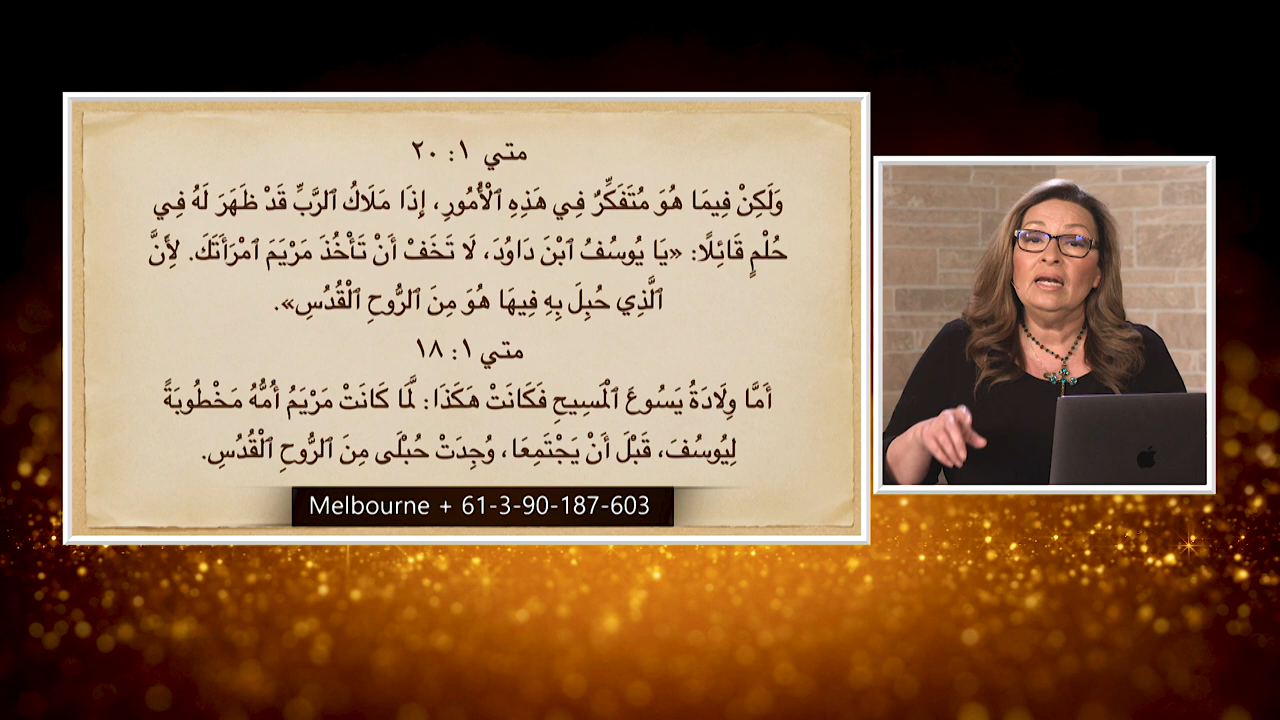 متي ١: ٢٠
وَلَكِنْ فِيمَا هُوَ مُتَفَكِّرٌ فِي هَذِهِ ٱلْأُمُورِ، إِذَا مَلَاكُ ٱلرَّبِّ قَدْ ظَهَرَ لَهُ فِي
حُلْمٍ قَائِلًا: «يَا يُوسُفُ ٱبْنَ دَاوُدَ، لَا تَخَفْ أَنْ تَأْخُذَ مَرْيَمَ ٱمْرَأَتَكَ. لِأَنَّ
ٱلَّذِي حُبِلَ بِهِ فِيهَا هُوَ مِنَ ٱلرُّوحِ ٱلْقُدُسِ».
متي ١: ١٨
أَمَّا وِلَادَةُ يَسُوعَ ٱلْمَسِيحِ فَكَانَتْ هَكَذَا: لَمَّا كَانَتْ مَرْيَمُ أُمُّهُ مَخْطُوبَةً
لِيُوسُفَ، قَبْلَ أَنْ يَجْتَمِعَا، وُجِدَتْ حُبْلَى مِنَ ٱلرُّوحِ ٱلْقُدُسِ.
Melbourne + 61-3-90-187-603